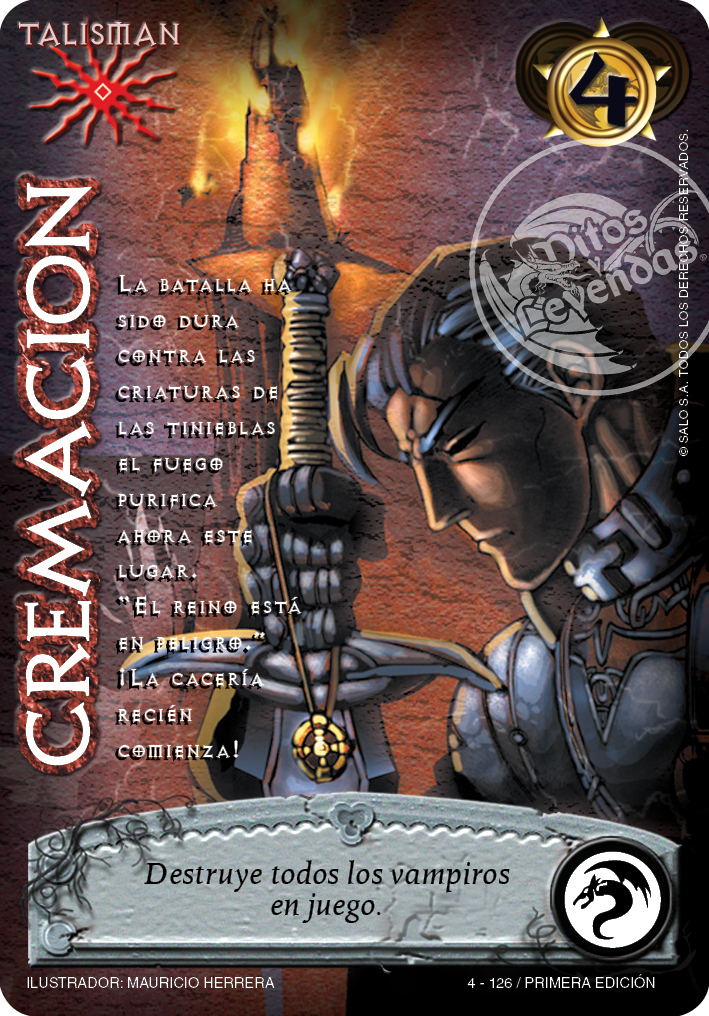 TALISMAN
4
CREMACION
La batalla ha
sido dura
contra las
criaturas de
las tinieblas
el fuego
purifica
ahora este
lugar.
"El reino está
en peligro."
¡La cacería
recién
comienza!
Mitos
y
Leyendas®
© SALO S.A. TODOS LOS DERECHOS RESERVADOS.
Destruye todos los vampiros
en juego.
ILUSTRADOR: MAURICIO HERRERA
4 - 126 / PRIMERA EDICIÓN